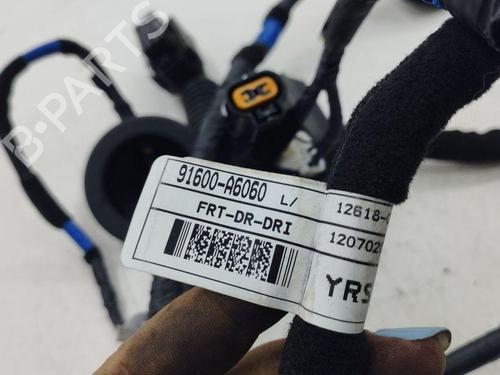 B-PARTS
91600-A6060 L/
FRT-DR-DRI
12618-
120702
YRS